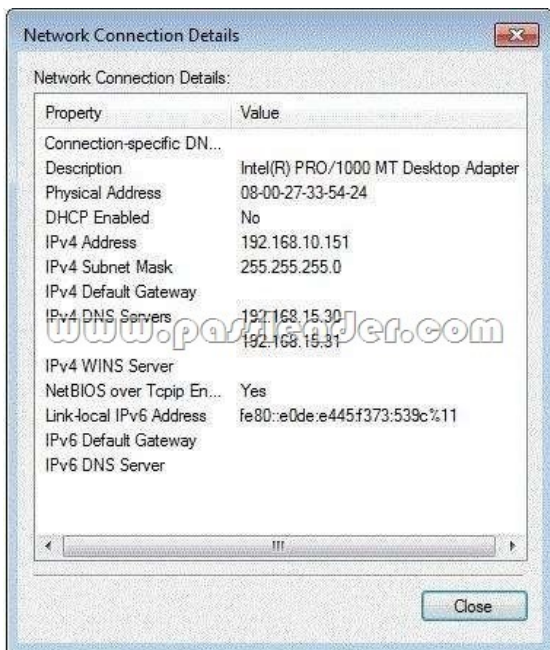 Network Connection Details
Network Connection Details:
Property Value
Connection-specific DN...
Description Intel(R) PRO/1000 MT Desktop Adapter
Physical Address 08-00-27-33-54-24
DHCP Enabled No
IPv4 Address 192.168.10.151
IPv4 Subnet Mask 255.255.255.0
IPv4 Default Gateway
IPv4 DNS Servers 192.168.15.30
192.168.15.31
www.passleader.com
IPv4 WINS Server
NetBIOS over Tcpip En... Yes
Link-local IPv6 Address fe80::e0de:e445:f373:539c%11
IPv6 Default Gateway
IPv6 DNS Server
Close